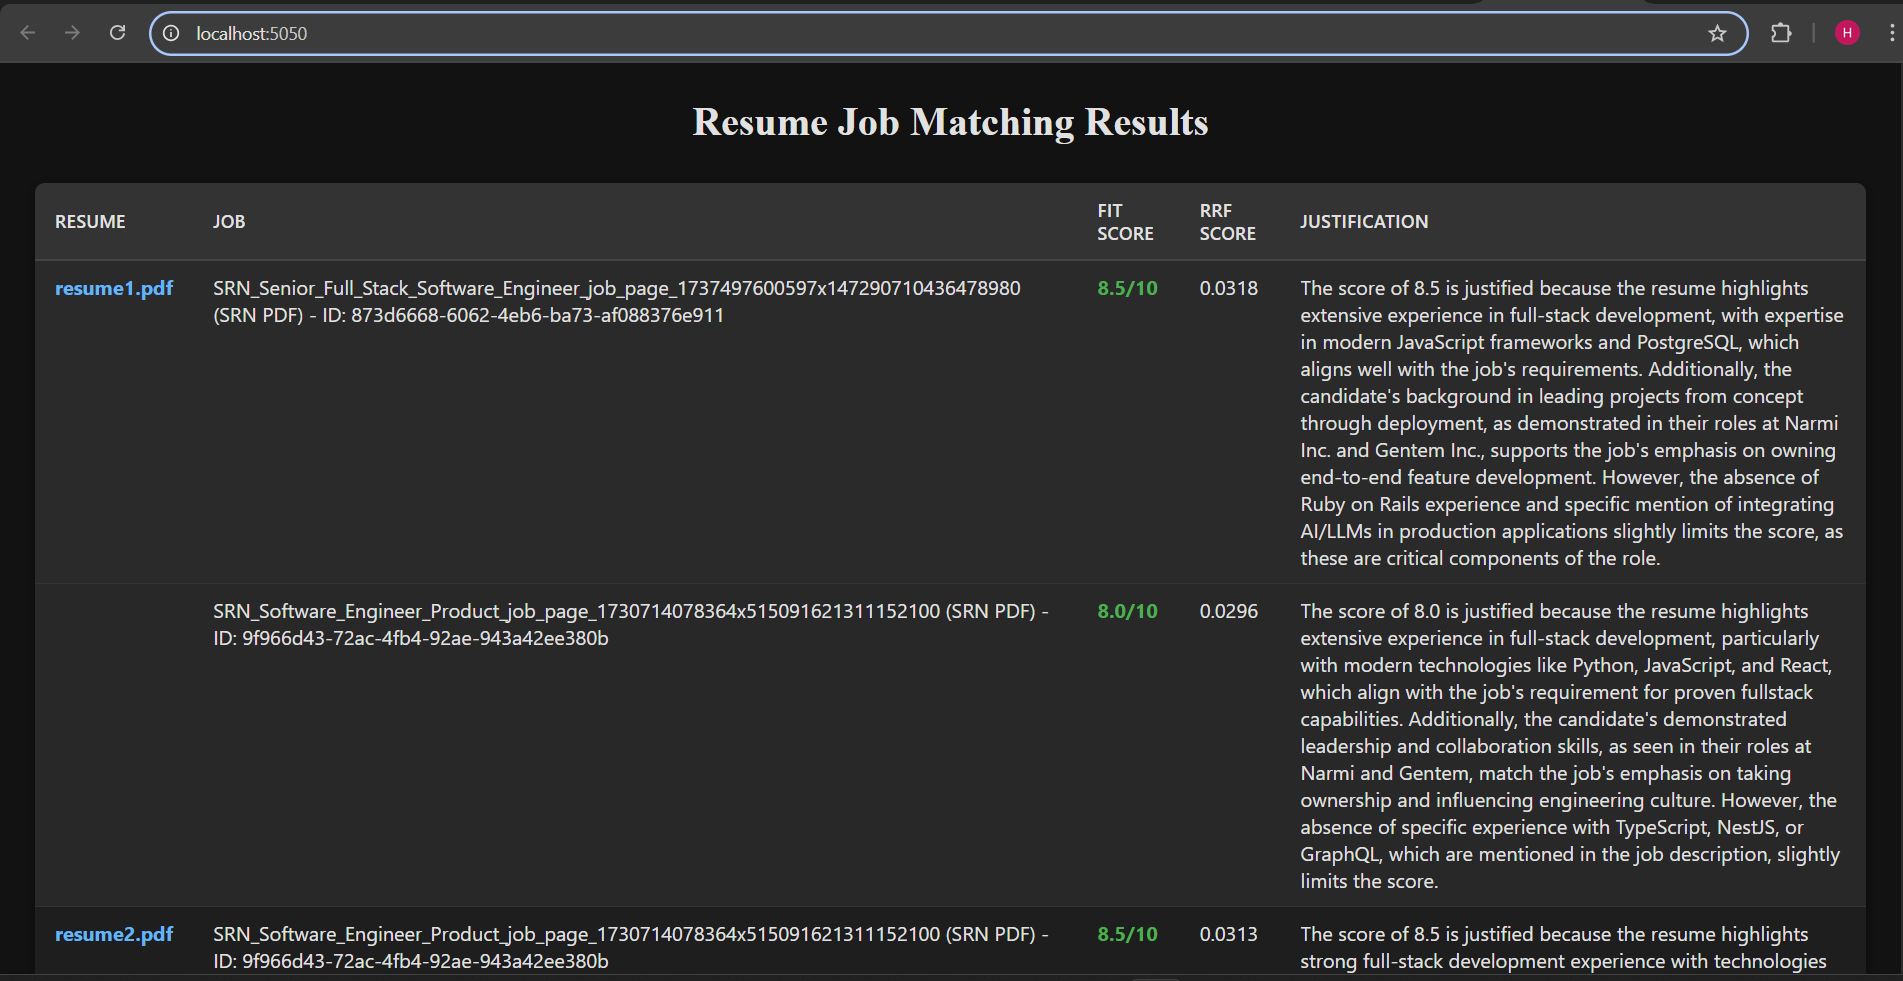 localhost:5050
H
Resume Job Matching Results
RESUME
JOB
FIT
SCORE
RRF
SCORE
JUSTIFICATION
resume1.pdf
SRN_Senior_Full_Stack_Software_Engineer_job_page_1737497600597x147290710436478980
(SRN PDF) - ID: 873d6668-6062-4eb6-ba73-af088376e911
8.5/10
0.0318
The score of 8.5 is justified because the resume highlights
extensive experience in full-stack development, with expertise
in modern JavaScript frameworks and PostgreSQL, which
aligns well with the job's requirements. Additionally, the
candidate's background in leading projects from concept
through deployment, as demonstrated in their roles at Narmi
Inc. and Gentem Inc., supports the job's emphasis on owning
end-to-end feature development. However, the absence of
Ruby on Rails experience and specific mention of integrating
AI/LLMs in production applications slightly limits the score, as
these are critical components of the role.
SRN_Software_Engineer_Product_job_page_1730714078364x515091621311152100 (SRN PDF) -
ID: 9f966d43-72ac-4fb4-92ae-943a42ee380b
8.0/10
0.0296
The score of 8.0 is justified because the resume highlights
extensive experience in full-stack development, particularly
with modern technologies like Python, JavaScript, and React,
which align with the job's requirement for proven fullstack
capabilities. Additionally, the candidate's demonstrated
leadership and collaboration skills, as seen in their roles at
Narmi and Gentem, match the job's emphasis on taking
ownership and influencing engineering culture. However, the
absence of specific experience with TypeScript, NestJS, or
GraphQL, which are mentioned in the job description, slightly
limits the score.
resume2.pdf
SRN_Software_Engineer_Product_job_page_1730714078364x515091621311152100 (SRN PDF) -
ID: 9f966d43-72ac-4fb4-92ae-943a42ee380b
8.5/10
0.0313
The score of 8.5 is justified because the resume highlights
strong full-stack development experience with technologies